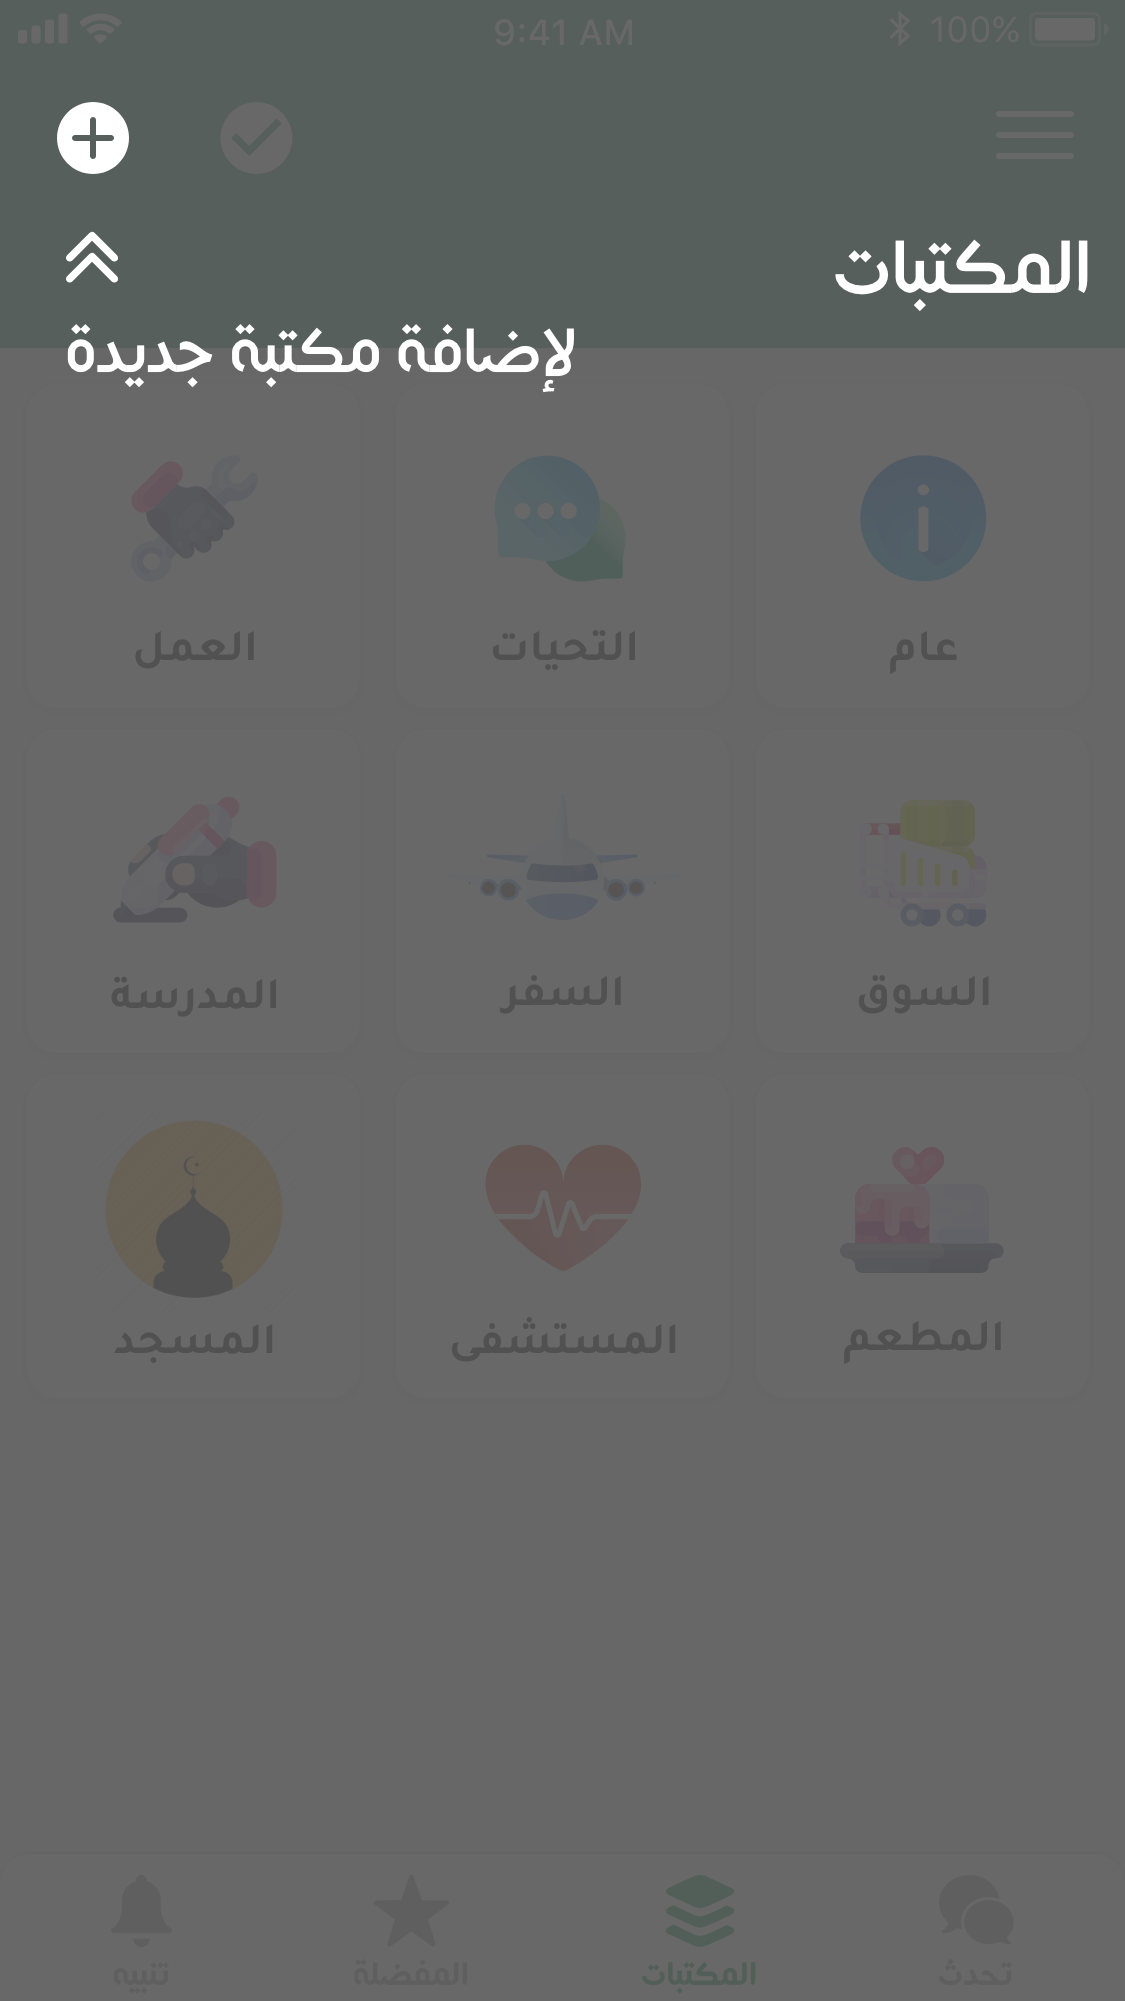 9:41 AM
100%
المكتبات
لإضافة مكتبة جديدة
عام
التحيات
العمل
السوق
السفر
المدرسة
المطعم
المستشفى
المسجد
تحدث
المكتبات
المفضلة
تنبيه